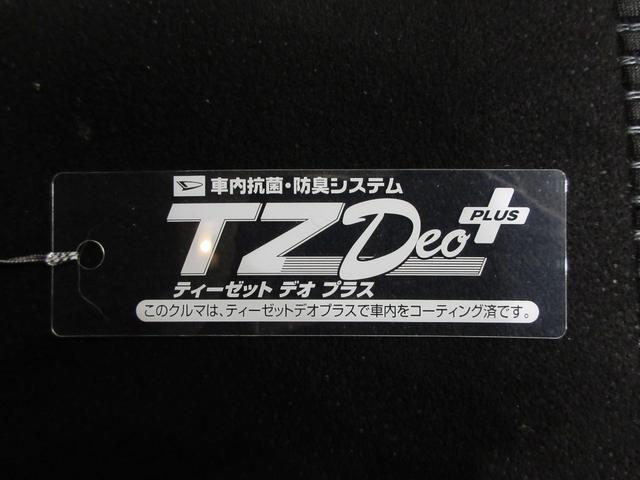 車内抗菌・防臭システム
TZ Deo PLUS
ティーゼット デオ プラス
このクルマは、ティーゼットデオプラスで車内をコーティング済です。